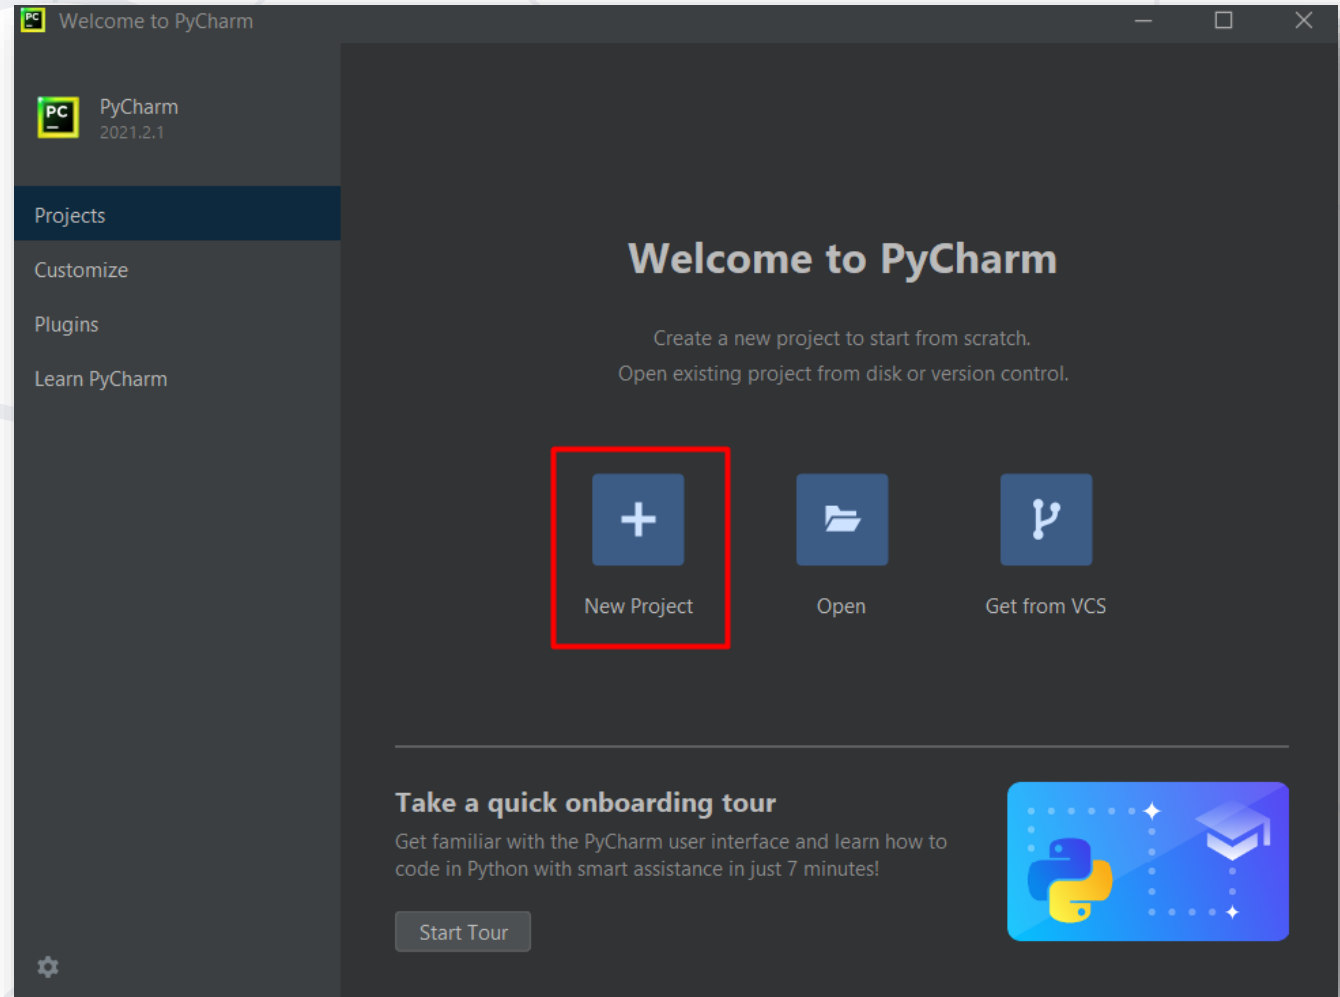 Welcome to PyCharm
PC
PyCharm
2021.2.1
Projects
Customize
Plugins
Learn PyCharm
Welcome to PyCharm
Create a new project to start from scratch.
Open existing project from disk or version control.
New Project
Open
Get from VCS
Take a quick onboarding tour
Get familiar with the PyCharm user interface and learn how to
code in Python with smart assistance in just 7 minutes!
Start Tour